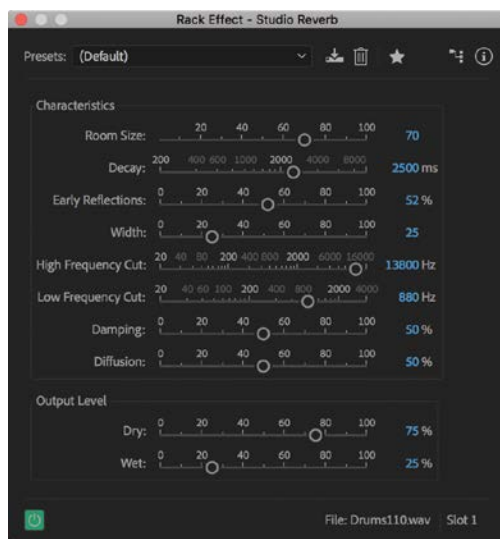 Rack Effect - Studio Reverb
Presets: (Default)
Characteristics
Room Size: 20 40 60 80 100 70
Decay: 200 400 600 1000 2000 4000 8000 2500 ms
Early Reflections: 0 20 40 60 80 100 52 %
Width: 0 20 40 60 80 100 25
High Frequency Cut: 20 40 80 200 400 800 2000 6000 16000 13800 Hz
Low Frequency Cut: 20 40 60 100 200 400 800 2000 4000 880 Hz
Damping: 0 20 40 60 80 100 50 %
Diffusion: 0 20 40 60 80 100 50 %
Output Level
Dry: 0 20 40 60 80 100 75 %
Wet: 0 20 40 60 80 100 25 %
File: Drums110.wav Slot 1